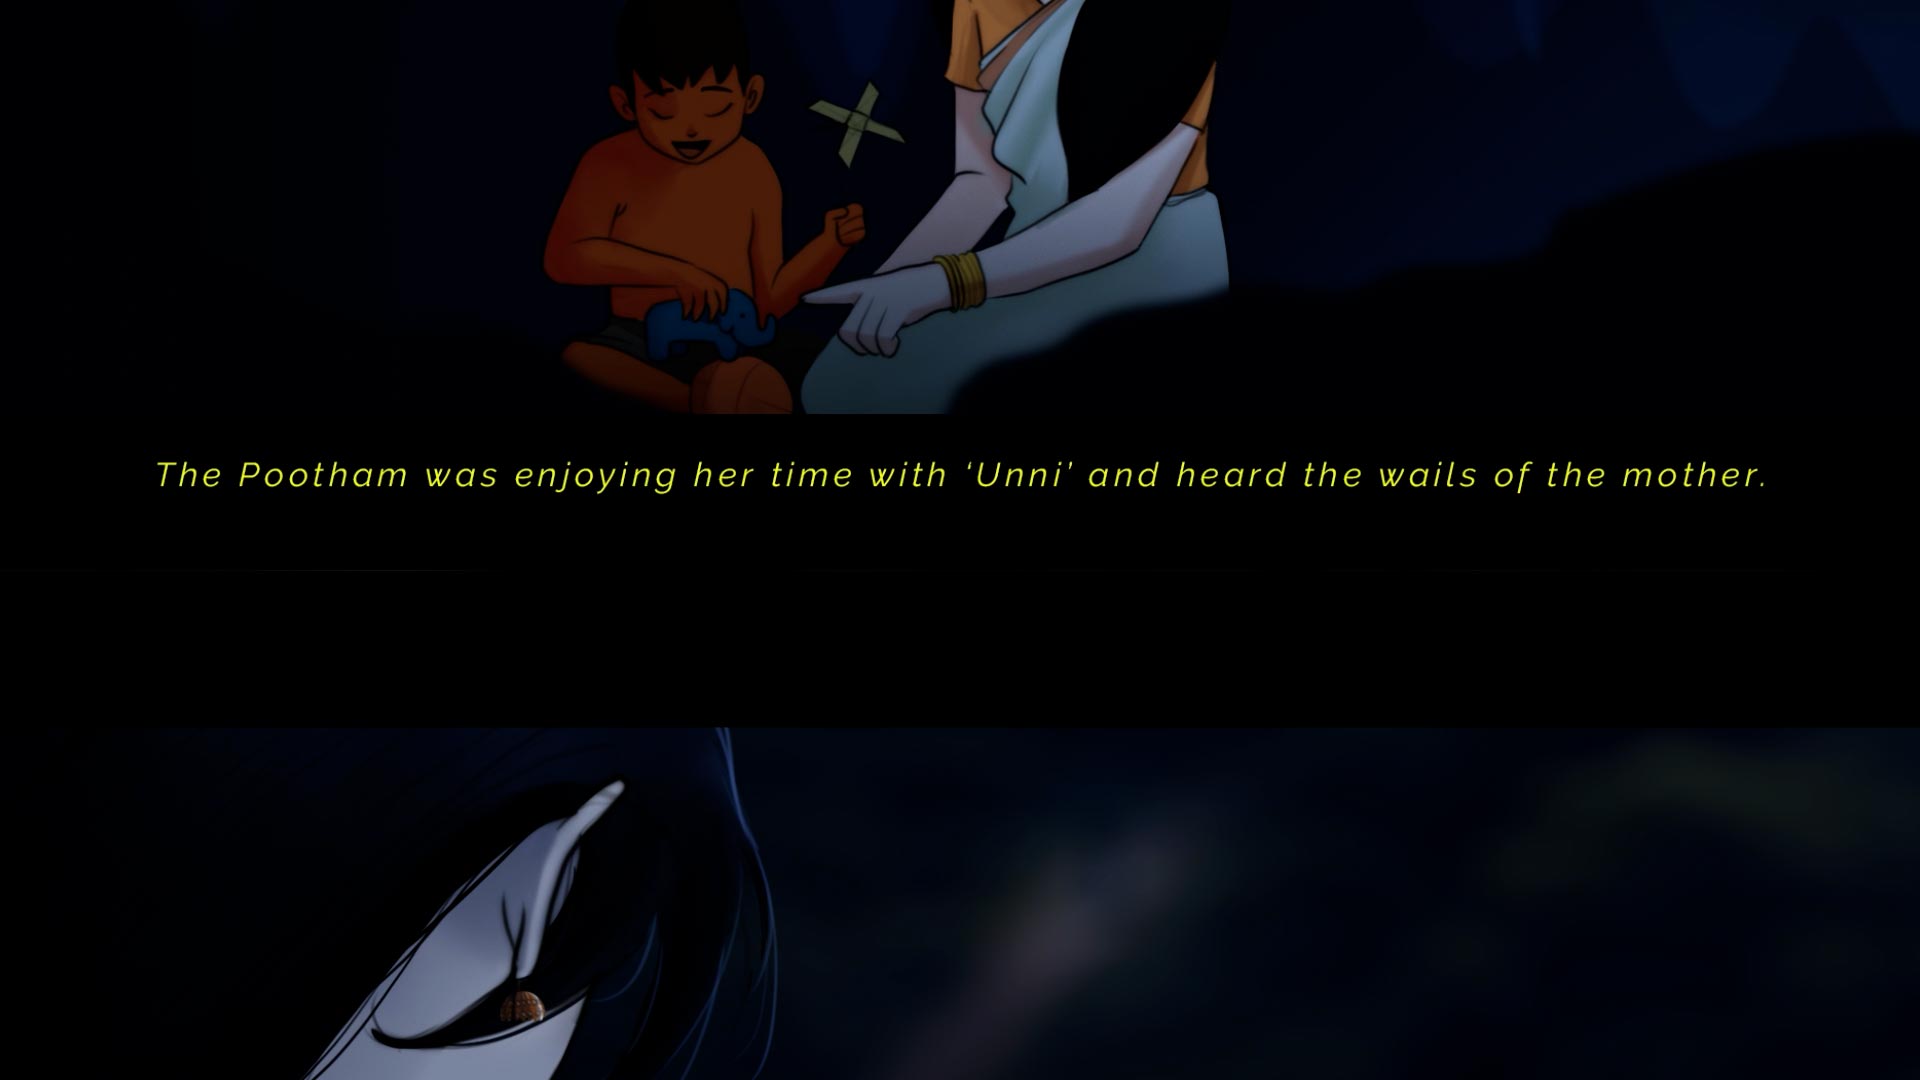 The Pootham was enjoying her time with ‘Unni’ and heard the wails of the mother.